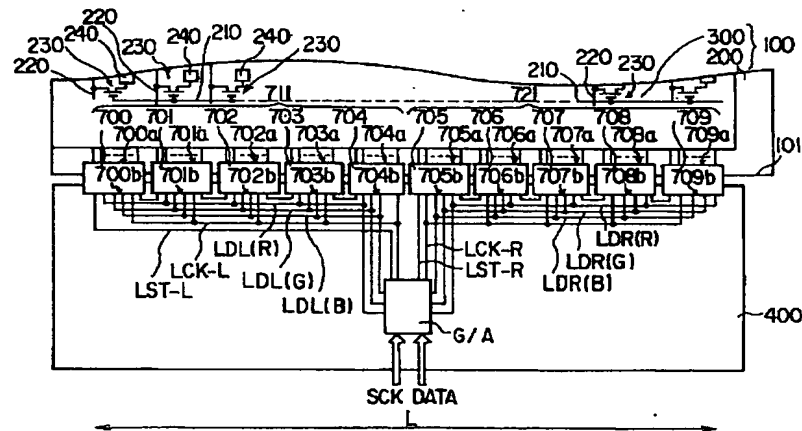 220 240 210 240 300 100
230 230 230 220 200
240 210 230
220
711 721
700 701 702 703 704 705 706 707 708 709
700a 701a 702a 703a 704a 705a 706a 707a 708a 709a
101
700b 701b 702b 703b 704b 705b 706b 707b 708b 709b
LDL(R) LCK-R LDR(R)
LCK-L LDL(G) LST-R LDR(G)
LST-L LDL(B) LDR(B)
400
G/A
SCK DATA
L